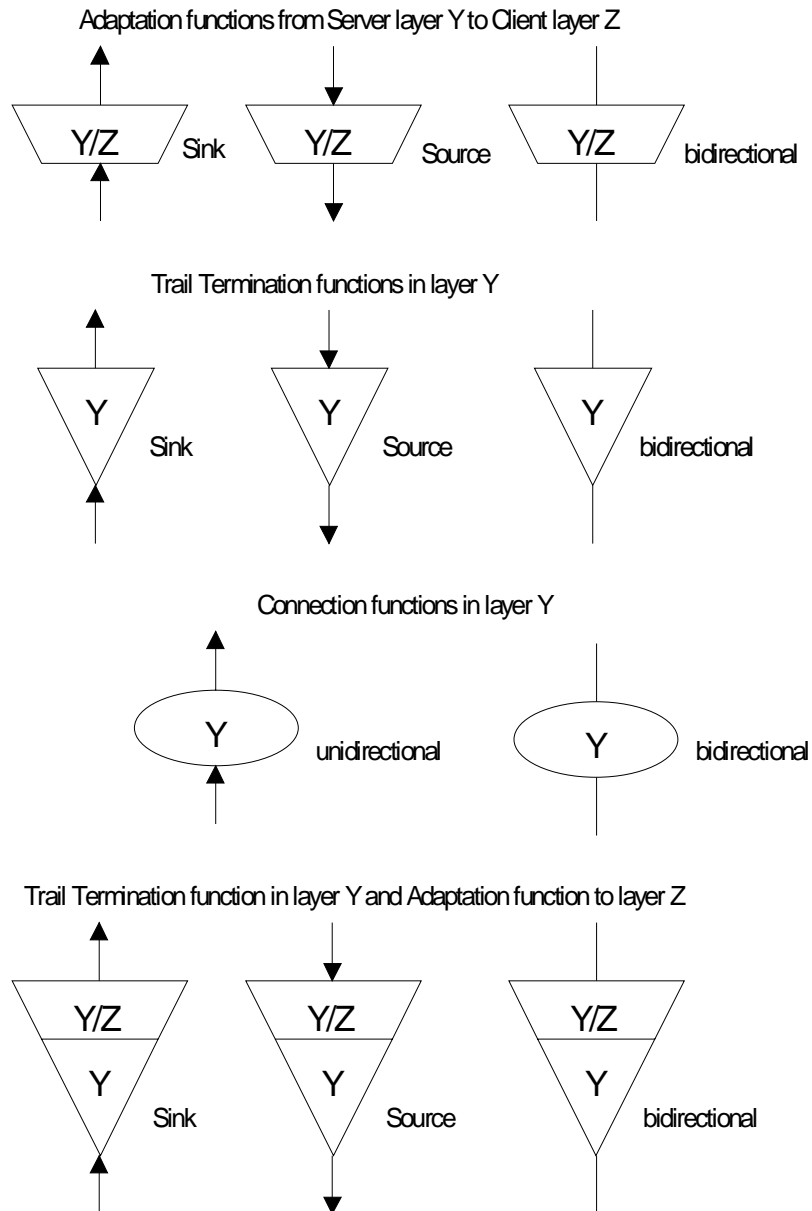 Adaptation functions from Server layer Y to Client layer Z
Y/Z Sink Y/Z Source Y/Z bidirectional
Trail Termination functions in layer Y
Y Sink Y Source Y bidirectional
Connection functions in layer Y
Y unidirectional Y bidirectional
Trail Termination function in layer Y and Adaptation function to layer Z
Y/Z Y/Z Y/Z
Y Sink Y Source Y bidirectional